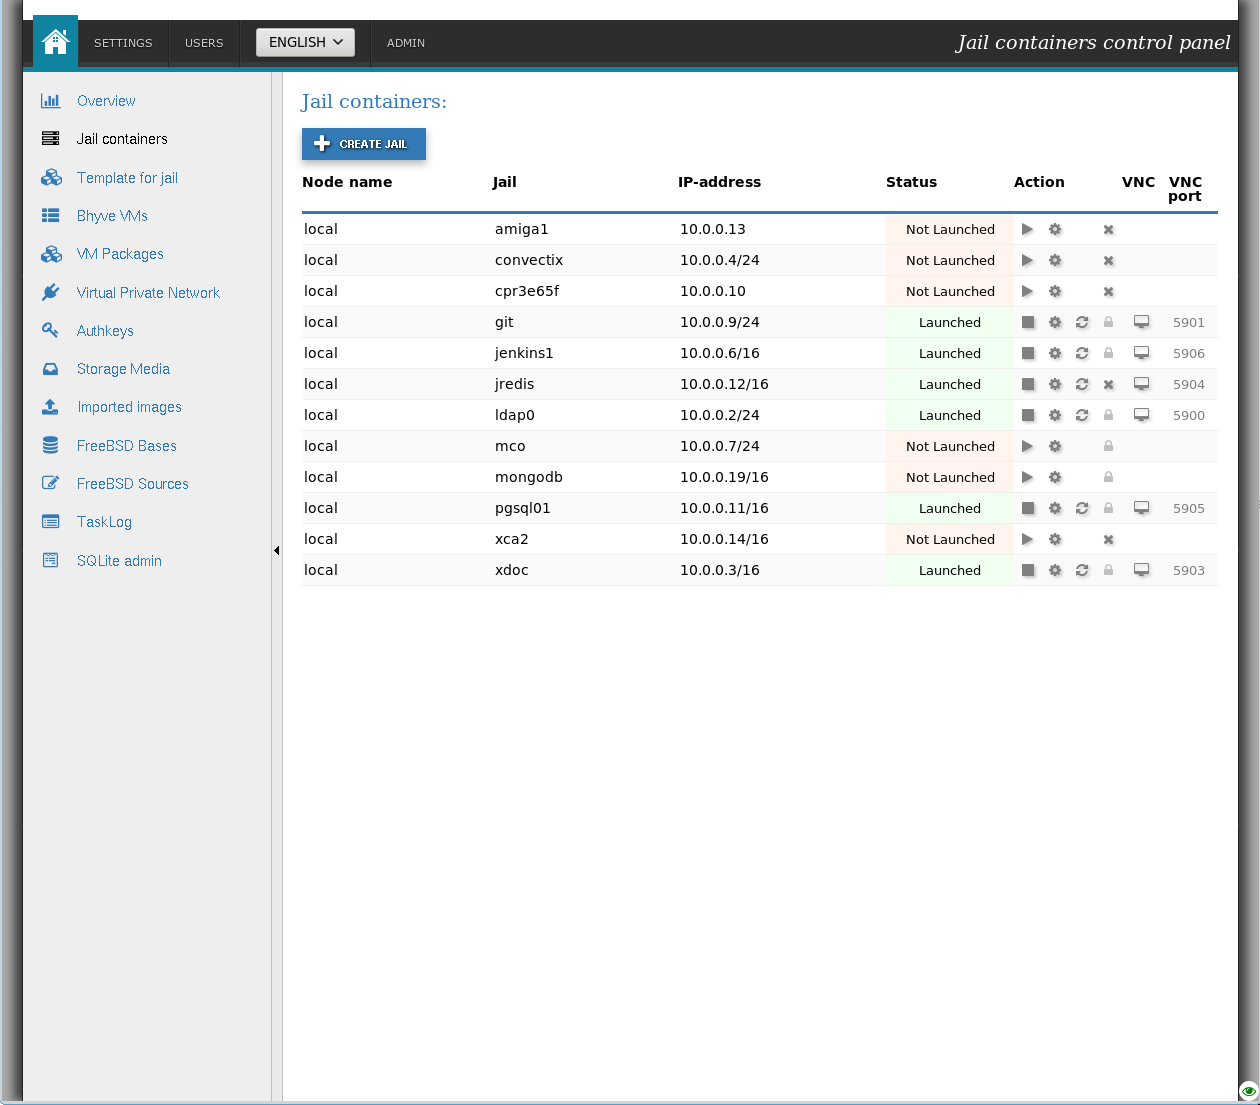 SETTINGS USERS ENGLISH ADMIN Jail containers control panel
Overview
Jail containers
Template for jail
Bhyve VMs
VM Packages
Virtual Private Network
Authkeys
Storage Media
Imported images
FreeBSD Bases
FreeBSD Sources
TaskLog
SQLite admin
Jail containers:
CREATE JAIL
Node name Jail IP-address Status Action VNC VNC port
local amiga1 10.0.0.13 Not Launched
local convectix 10.0.0.4/24 Not Launched
local cpr3e65f 10.0.0.10 Not Launched
local git 10.0.0.9/24 Launched 5901
local jenkins1 10.0.0.6/16 Launched 5906
local jredis 10.0.0.12/16 Launched 5904
local ldap0 10.0.0.2/24 Launched 5900
local mco 10.0.0.7/24 Not Launched
local mongodb 10.0.0.19/16 Not Launched
local pgsql01 10.0.0.11/16 Launched 5905
local xca2 10.0.0.14/16 Not Launched
local xdoc 10.0.0.3/16 Launched 5903